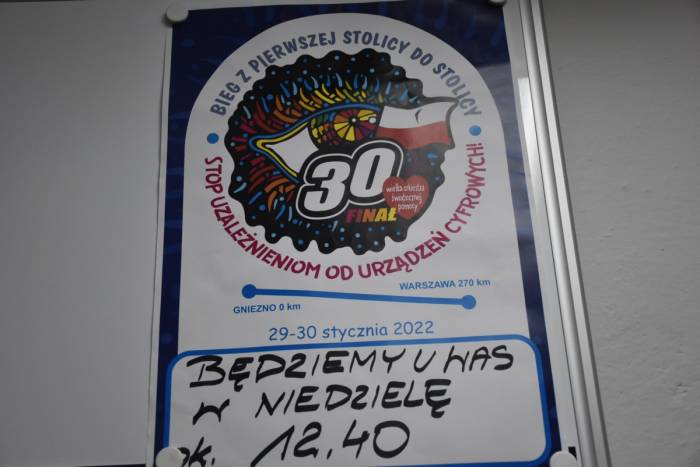 BIEG Z PIERWSZEJ STOLICY DO STOLICY
30
FINAŁ
wielka orkiestra
świątecznej
pomocy
STOP UZALEŻNIENIOM OD URZĄDZEŃ CYFROWYCH!
WARSZAWA 270 km
GNIEZNO 0 km
29-30 stycznia 2022
BĘDZIEMY U WAS
W NIEDZIELĘ
ok. 12.40